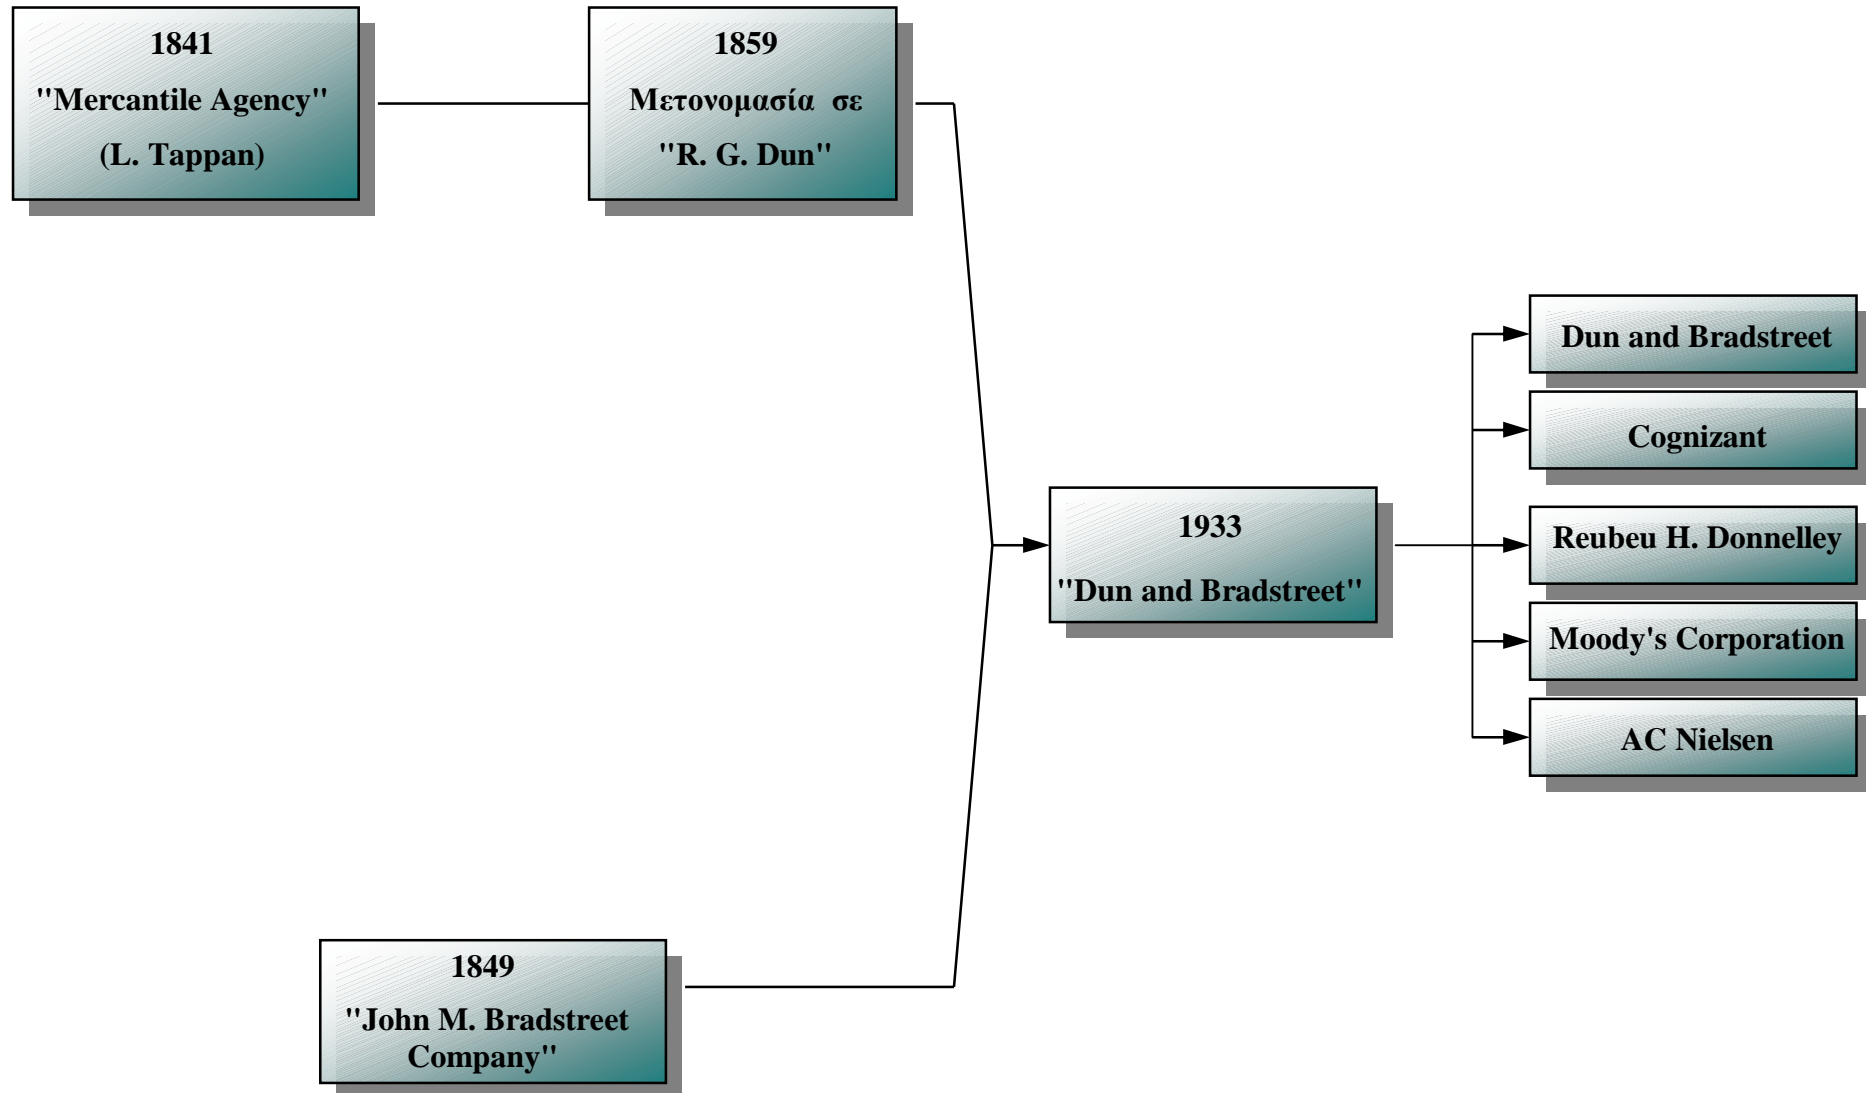 1841
"Mercantile Agency"
(L. Tappan)
1859
Μετονομασία σε
"R. G. Dun"
1849
"John M. Bradstreet
Company"
1933
"Dun and Bradstreet"
Dun and Bradstreet
Cognizant
Reubeu H. Donnelley
Moody's Corporation
AC Nielsen